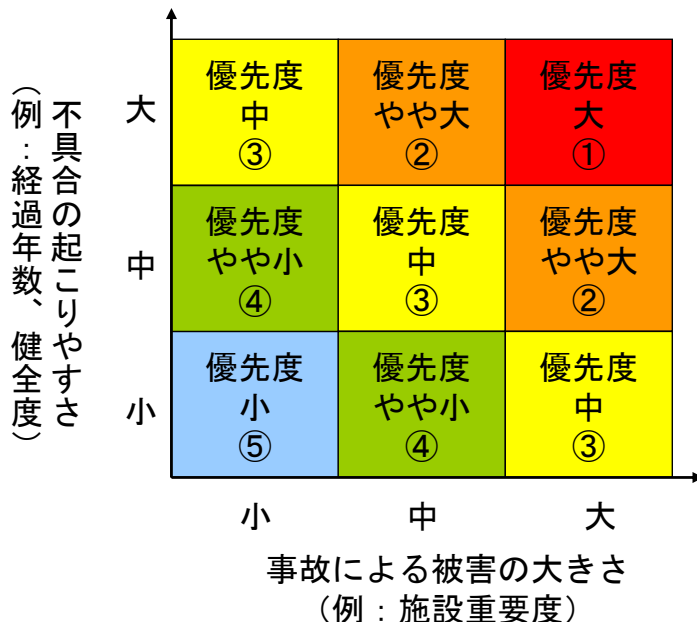 不具合の起こりやすさ
（例：経過年数、健全度）
大
優先度
中
③
優先度
やや大
②
優先度
大
①
中
優先度
やや小
④
優先度
中
③
優先度
やや大
②
小
優先度
小
⑤
優先度
やや小
④
優先度
中
③
小
中
大
事故による被害の大きさ
（例：施設重要度）